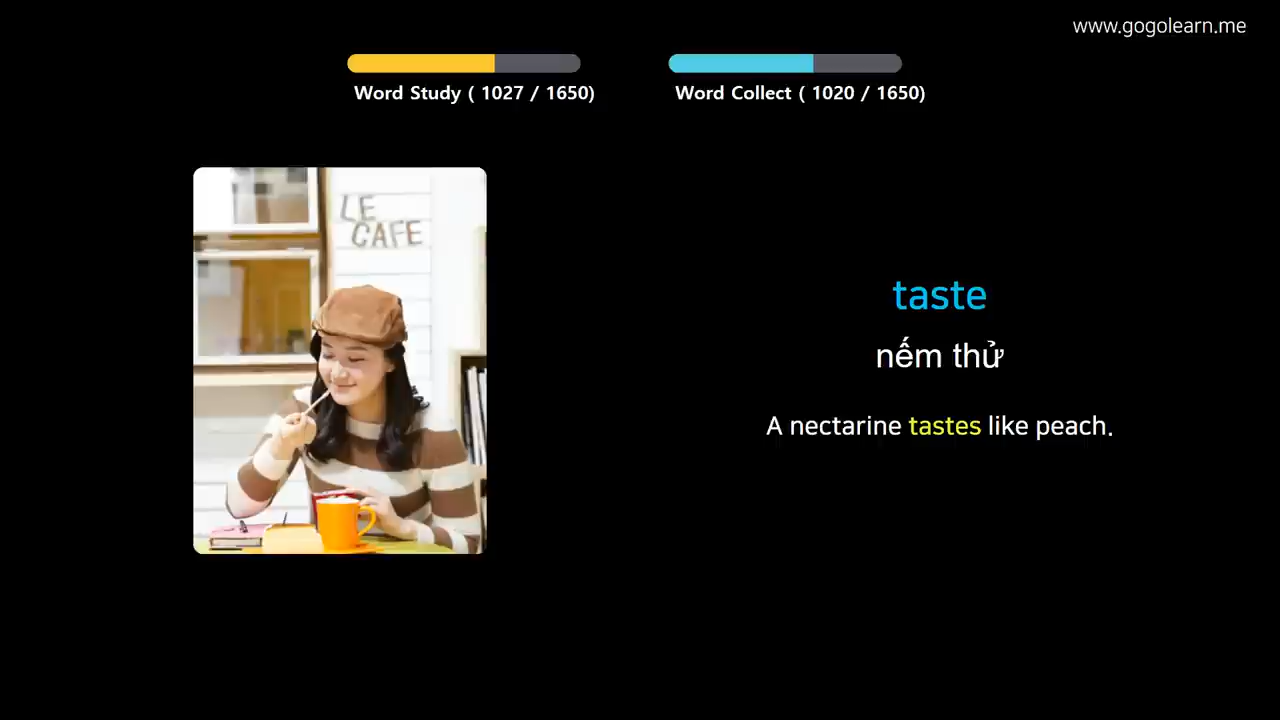 www.gogolearn.me
Word Study ( 1027 / 1650)
Word Collect ( 1020 / 1650)
LE
CAFE
taste
nếm thử
A nectarine tastes like peach.